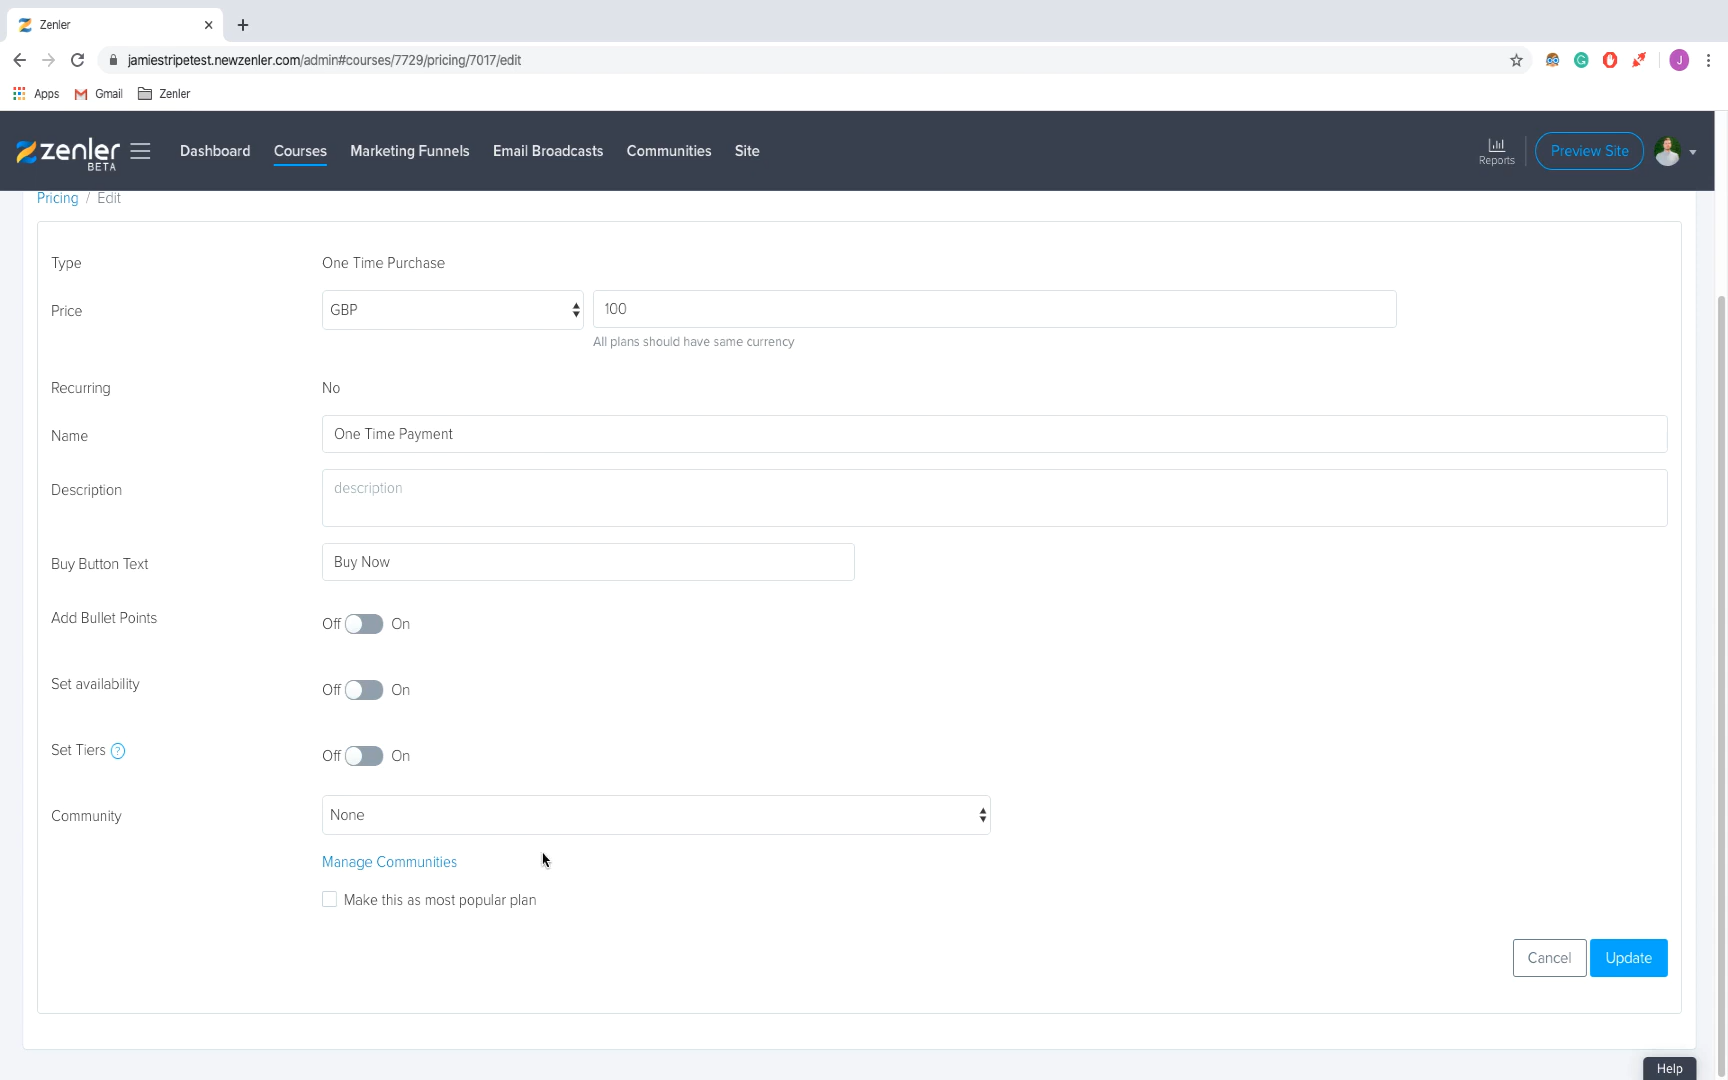 Zenler
jamiestripetest.newzenler.com/admin#courses/7729/pricing/7017/edit
J
Apps Gmail Zenler
zenler BETA Dashboard Courses Marketing Funnels Email Broadcasts Communities Site Reports Preview Site
Pricing / Edit
Type One Time Purchase
Price GBP 100
All plans should have same currency
Recurring No
Name One Time Payment
Description description
Buy Button Text Buy Now
Add Bullet Points Off On
Set availability Off On
Set Tiers ? Off On
Community None
Manage Communities
Make this as most popular plan
Cancel Update
Help